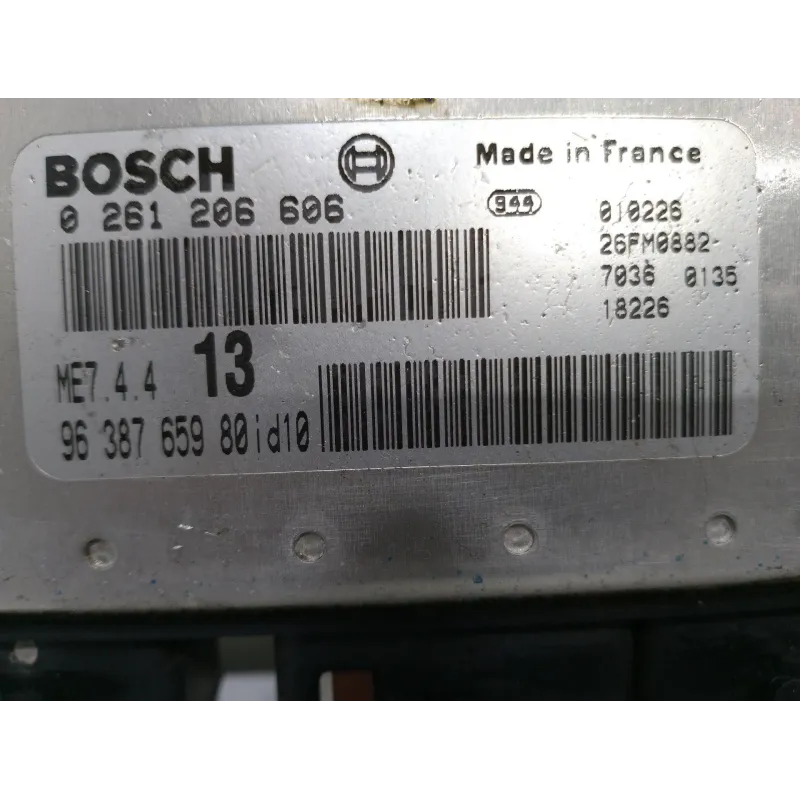 BOSCH
0 261 206 606
Made in France
944
010226
26FM0882-
7036 0135
18226
ME7.4.4 13
96 387 659 80id10